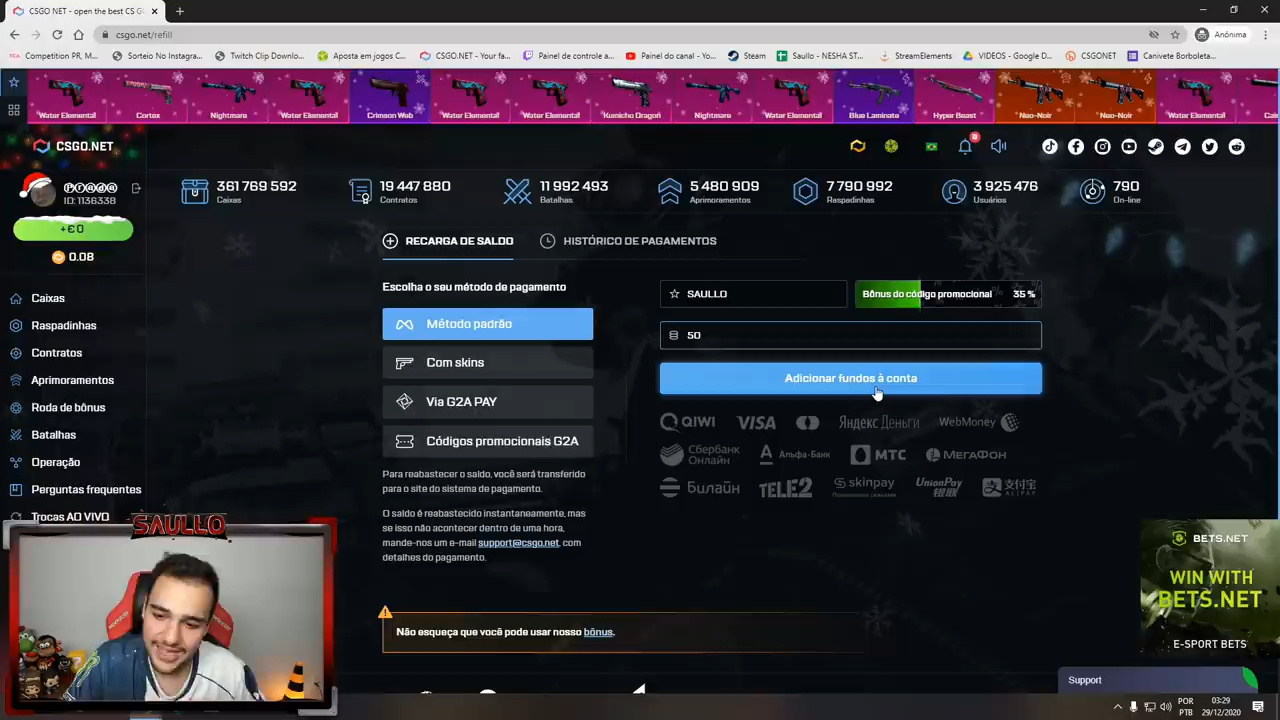 CSGO NET - open the best CS G
csgo.net/refill
Anônima
Competition PR, M...
Sorteio No Instagra...
Twitch Clip Downlo...
Aposta em jogos C...
CSGO.NET - Your fa...
Painel de controle a...
Painel do canal - Yo...
Steam
Saullo - NESHA ST...
StreamElements
VIDEOS - Google D...
CSGONET
Canivete Borboleta...
Water Elemental
Cortex
Nightmare
Water Elemental
Crimson Web
Water Elemental
Water Elemental
Kumicho Dragon
Nightmare
Water Elemental
Blue Laminate
Hyper Beast
Neo-Noir
Neo-Noir
Water Elemental
CSGO.NET
ID: 1136338
+€ 0
0.08
361 769 592
Caixas
19 447 880
Contratos
11 992 493
Batalhas
5 480 909
Aprimoramentos
7 790 992
Raspadinhas
3 925 476
Usuários
790
On-line
Caixas
Raspadinhas
Contratos
Aprimoramentos
Roda de bônus
Batalhas
Operação
Perguntas frequentes
Trocas AO VIVO
RECARGA DE SALDO
HISTÓRICO DE PAGAMENTOS
Escolha o seu método de pagamento
Método padrão
Com skins
Via G2A PAY
Códigos promocionais G2A
Para reabastecer o saldo, você será transferido
para o site do sistema de pagamento.
O saldo é reabastecido instantaneamente, mas
se isso não acontecer dentro de uma hora,
mande-nos um e-mail support@csgo.net, com
detalhes do pagamento.
SAULLO
Bônus do código promocional 35 %
50
Adicionar fundos à conta
QIWI
VISA
Яндекс Деньги
WebMoney
Сбербанк
Онлайн
Альфа·Банк
МТС
МЕГАФОН
Билайн
TELE2
skinpay
UnionPay
银联
支付宝
ALIPAY
Não esqueça que você pode usar nosso bônus.
SAULLO
BETS.NET
WIN WITH
BETS.NET
E-SPORT BETS
Support
POR
PTB
03:29
29/12/2020